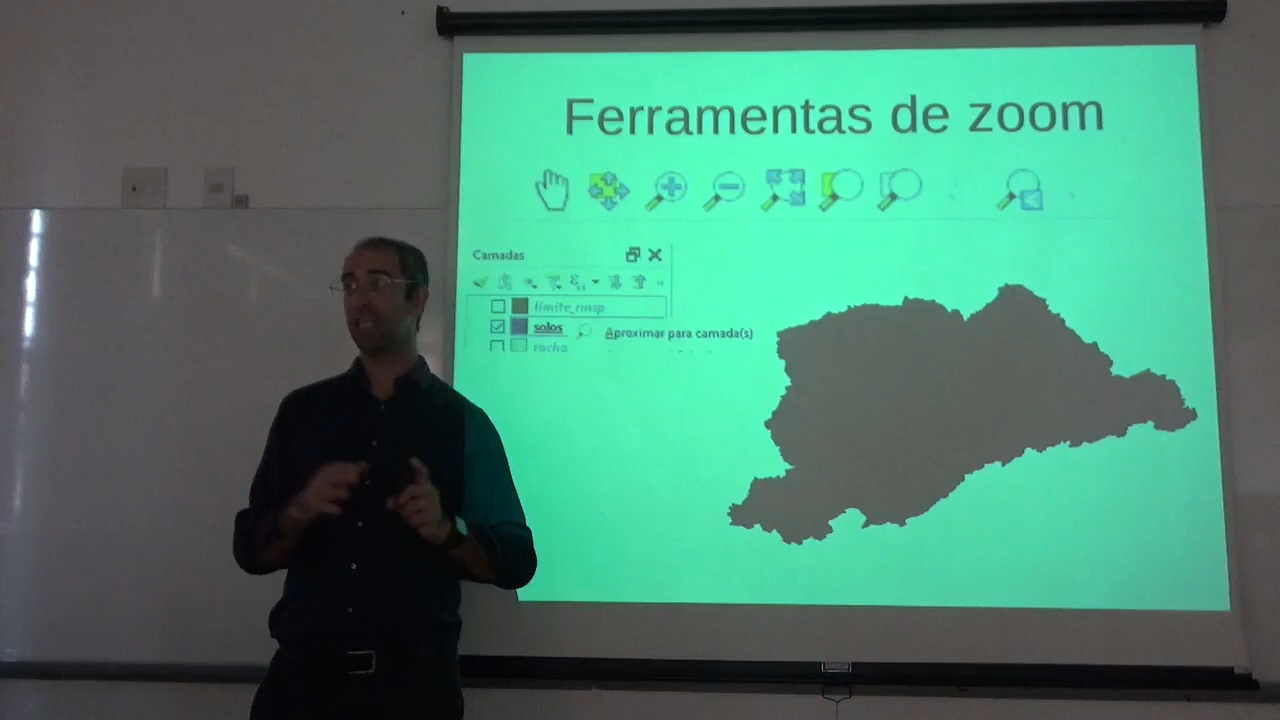 Ferramentas de zoom
Camadas
limite_rmsp
solos
Aproximar para camada(s)
rocha